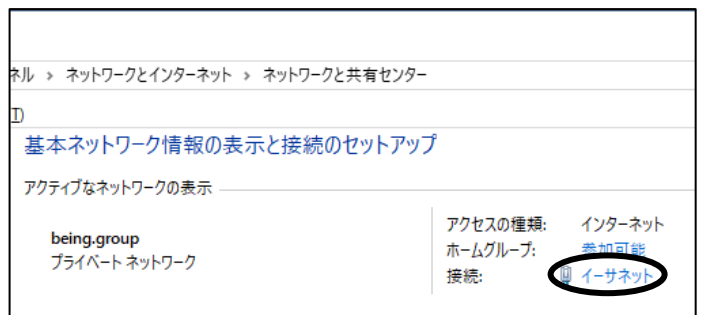 ネル > ネットワークとインターネット > ネットワークと共有センター
T)
基本ネットワーク情報の表示と接続のセットアップ
アクティブなネットワークの表示
being.group
プライベート ネットワーク
アクセスの種類: インターネット
ホームグループ: 参加可能
接続: イーサネット